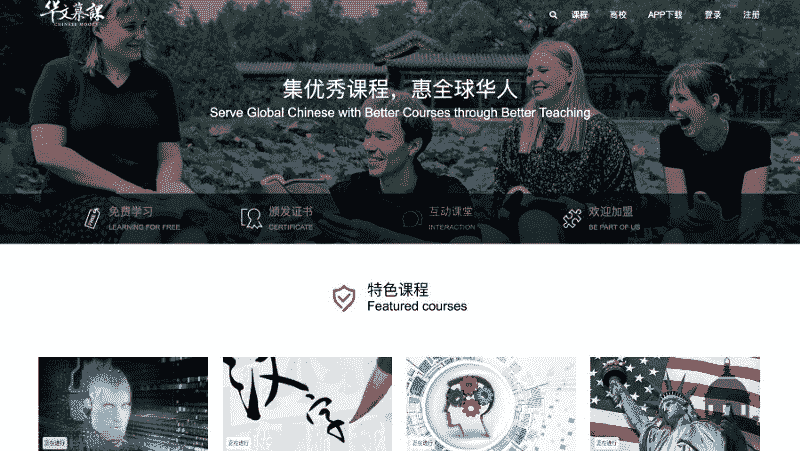 华文慕课
CHINESE MOOCS
课程
高校
APP下载
登录
注册
集优秀课程，惠全球华人
Serve Global Chinese with Better Courses through Better Teaching
免费学习
LEARNING FOR FREE
颁发证书
CERTIFICATE
互动课堂
INTERACTION
欢迎加盟
BE PART OF US
特色课程
Featured courses
汉字
正在进行
正在进行
正在进行
正在进行